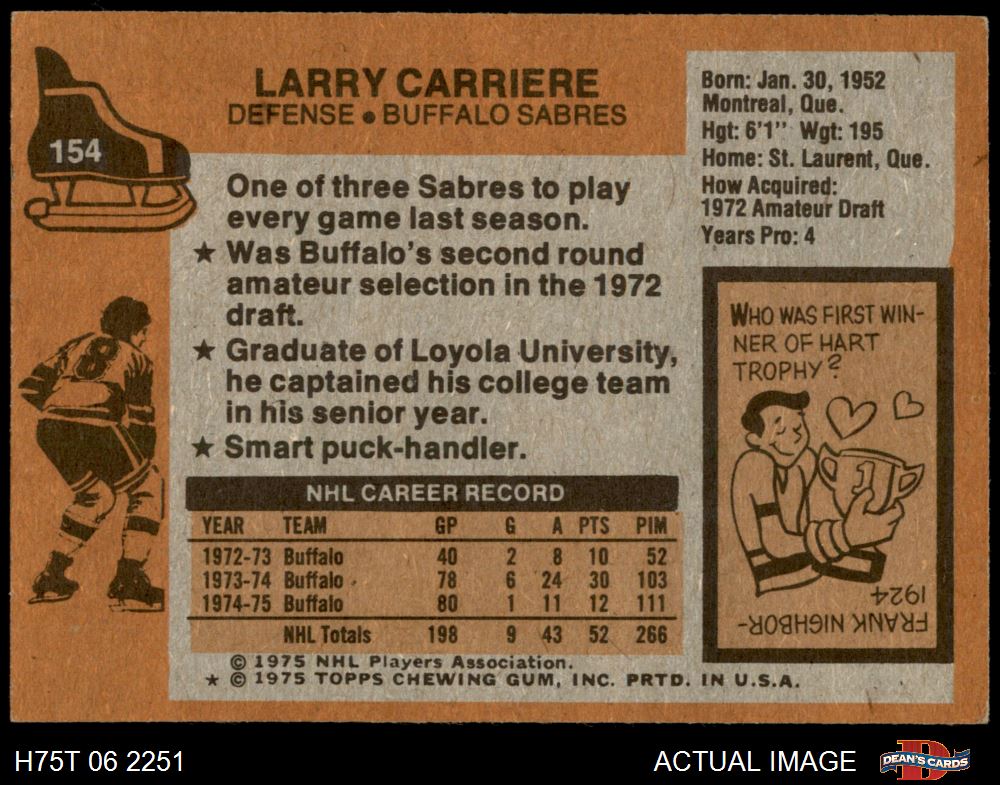 154
LARRY CARRIERE
DEFENSE • BUFFALO SABRES
Born: Jan. 30, 1952
Montreal, Que.
Hgt: 6'1" Wgt: 195
Home: St. Laurent, Que.
How Acquired:
1972 Amateur Draft
Years Pro: 4
One of three Sabres to play
every game last season.
★ Was Buffalo's second round
amateur selection in the 1972
draft.
★ Graduate of Loyola University,
he captained his college team
in his senior year.
★ Smart puck-handler.
8
NHL CAREER RECORD
YEAR TEAM GP G A PTS PIM
1972-73 Buffalo 40 2 8 10 52
1973-74 Buffalo 78 6 24 30 103
1974-75 Buffalo 80 1 11 12 111
NHL Totals 198 9 43 52 266
© 1975 NHL Players Association.
★ © 1975 TOPPS CHEWING GUM, INC. PRTD. IN U.S.A.
WHO WAS FIRST WIN-
NER OF HART
TROPHY?
1
FRANK NIGHBOR-
1924
H75T 06 2251
ACTUAL IMAGE
D
DEAN'S CARDS